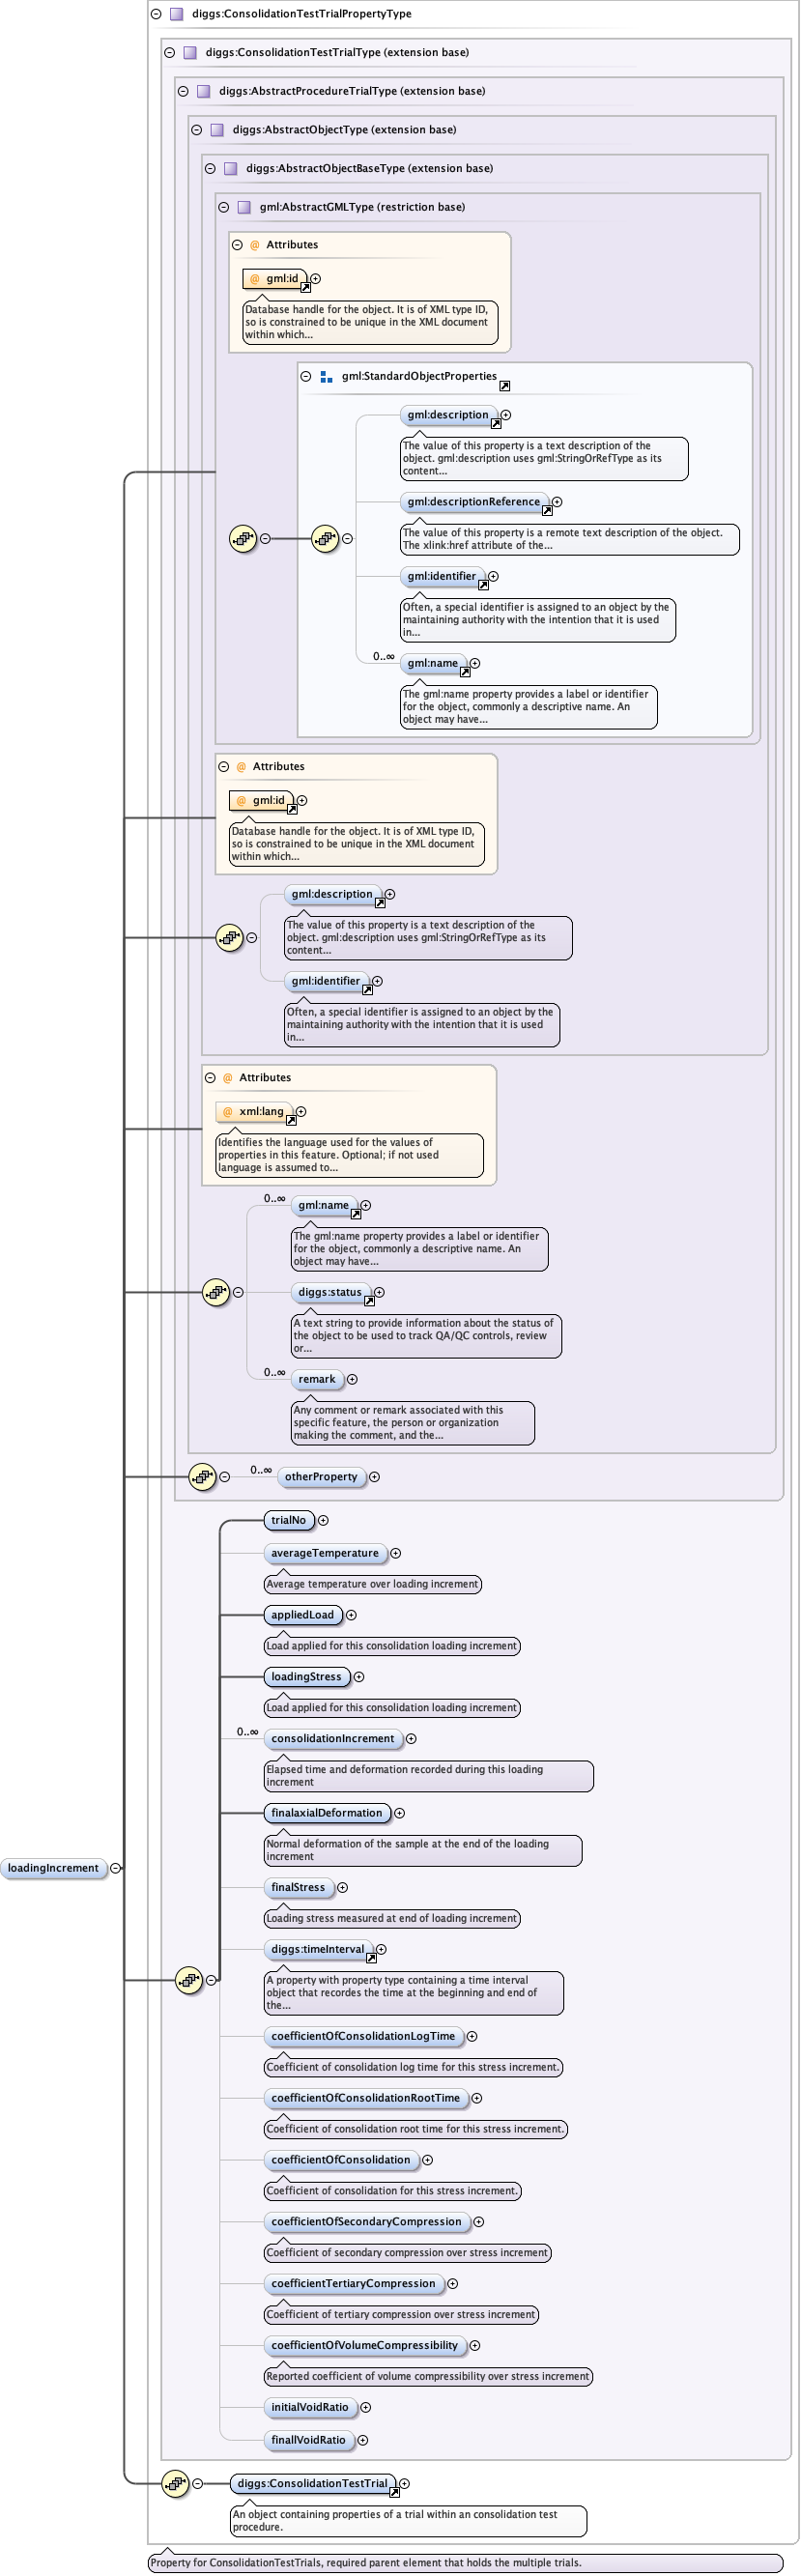 diggs:ConsolidationTestTrialPropertyType
diggs:ConsolidationTestTrialType (extension base)
diggs:AbstractProcedureTrialType (extension base)
diggs:AbstractObjectType (extension base)
diggs:AbstractObjectBaseType (extension base)
gml:AbstractGMLType (restriction base)
@ Attributes
@ gml:id
Database handle for the object. It is of XML type ID,
so is constrained to be unique in the XML document
within which...
gml:StandardObjectProperties
gml:description
The value of this property is a text description of the
object. gml:description uses gml:StringOrRefType as its
content...
gml:descriptionReference
The value of this property is a remote text description of the object.
The xlink:href attribute of the...
gml:identifier
Often, a special identifier is assigned to an object by the
maintaining authority with the intention that it is used
in...
0..∞ gml:name
The gml:name property provides a label or identifier
for the object, commonly a descriptive name. An
object may have...
@ Attributes
@ gml:id
Database handle for the object. It is of XML type ID,
so is constrained to be unique in the XML document
within which...
gml:description
The value of this property is a text description of the
object. gml:description uses gml:StringOrRefType as its
content...
gml:identifier
Often, a special identifier is assigned to an object by the
maintaining authority with the intention that it is used
in...
@ Attributes
@ xml:lang
Identifies the language used for the values of
properties in this feature. Optional; if not used
language is assumed to...
0..∞ gml:name
The gml:name property provides a label or identifier
for the object, commonly a descriptive name. An
object may have...
diggs:status
A text string to provide information about the status of
the object to be used to track QA/QC controls, review
or...
0..∞ remark
Any comment or remark associated with this
specific feature, the person or organization
making the comment, and the...
0..∞ otherProperty
trialNo
averageTemperature
Average temperature over loading increment
appliedLoad
Load applied for this consolidation loading increment
loadingStress
Load applied for this consolidation loading increment
0..∞ consolidationIncrement
Elapsed time and deformation recorded during this loading
increment
finalaxialDeformation
Normal deformation of the sample at the end of the loading
increment
loadingIncrement
finalStress
Loading stress measured at end of loading increment
diggs:timeInterval
A property with property type containing a time interval
object that recordes the time at the beginning and end of
the...
coefficientOfConsolidationLogTime
Coefficient of consolidation log time for this stress increment.
coefficientOfConsolidationRootTime
Coefficient of consolidation root time for this stress increment.
coefficientOfConsolidation
Coefficient of consolidation for this stress increment.
coefficientOfSecondaryCompression
Coefficient of secondary compression over stress increment
coefficientTertiaryCompression
Coefficient of tertiary compression over stress increment
coefficientOfVolumeCompressibility
Reported coefficient of volume compressibility over stress increment
initialVoidRatio
finallVoidRatio
diggs:ConsolidationTestTrial
An object containing properties of a trial within an consolidation test
procedure.
Property for ConsolidationTestTrials, required parent element that holds the multiple trials.